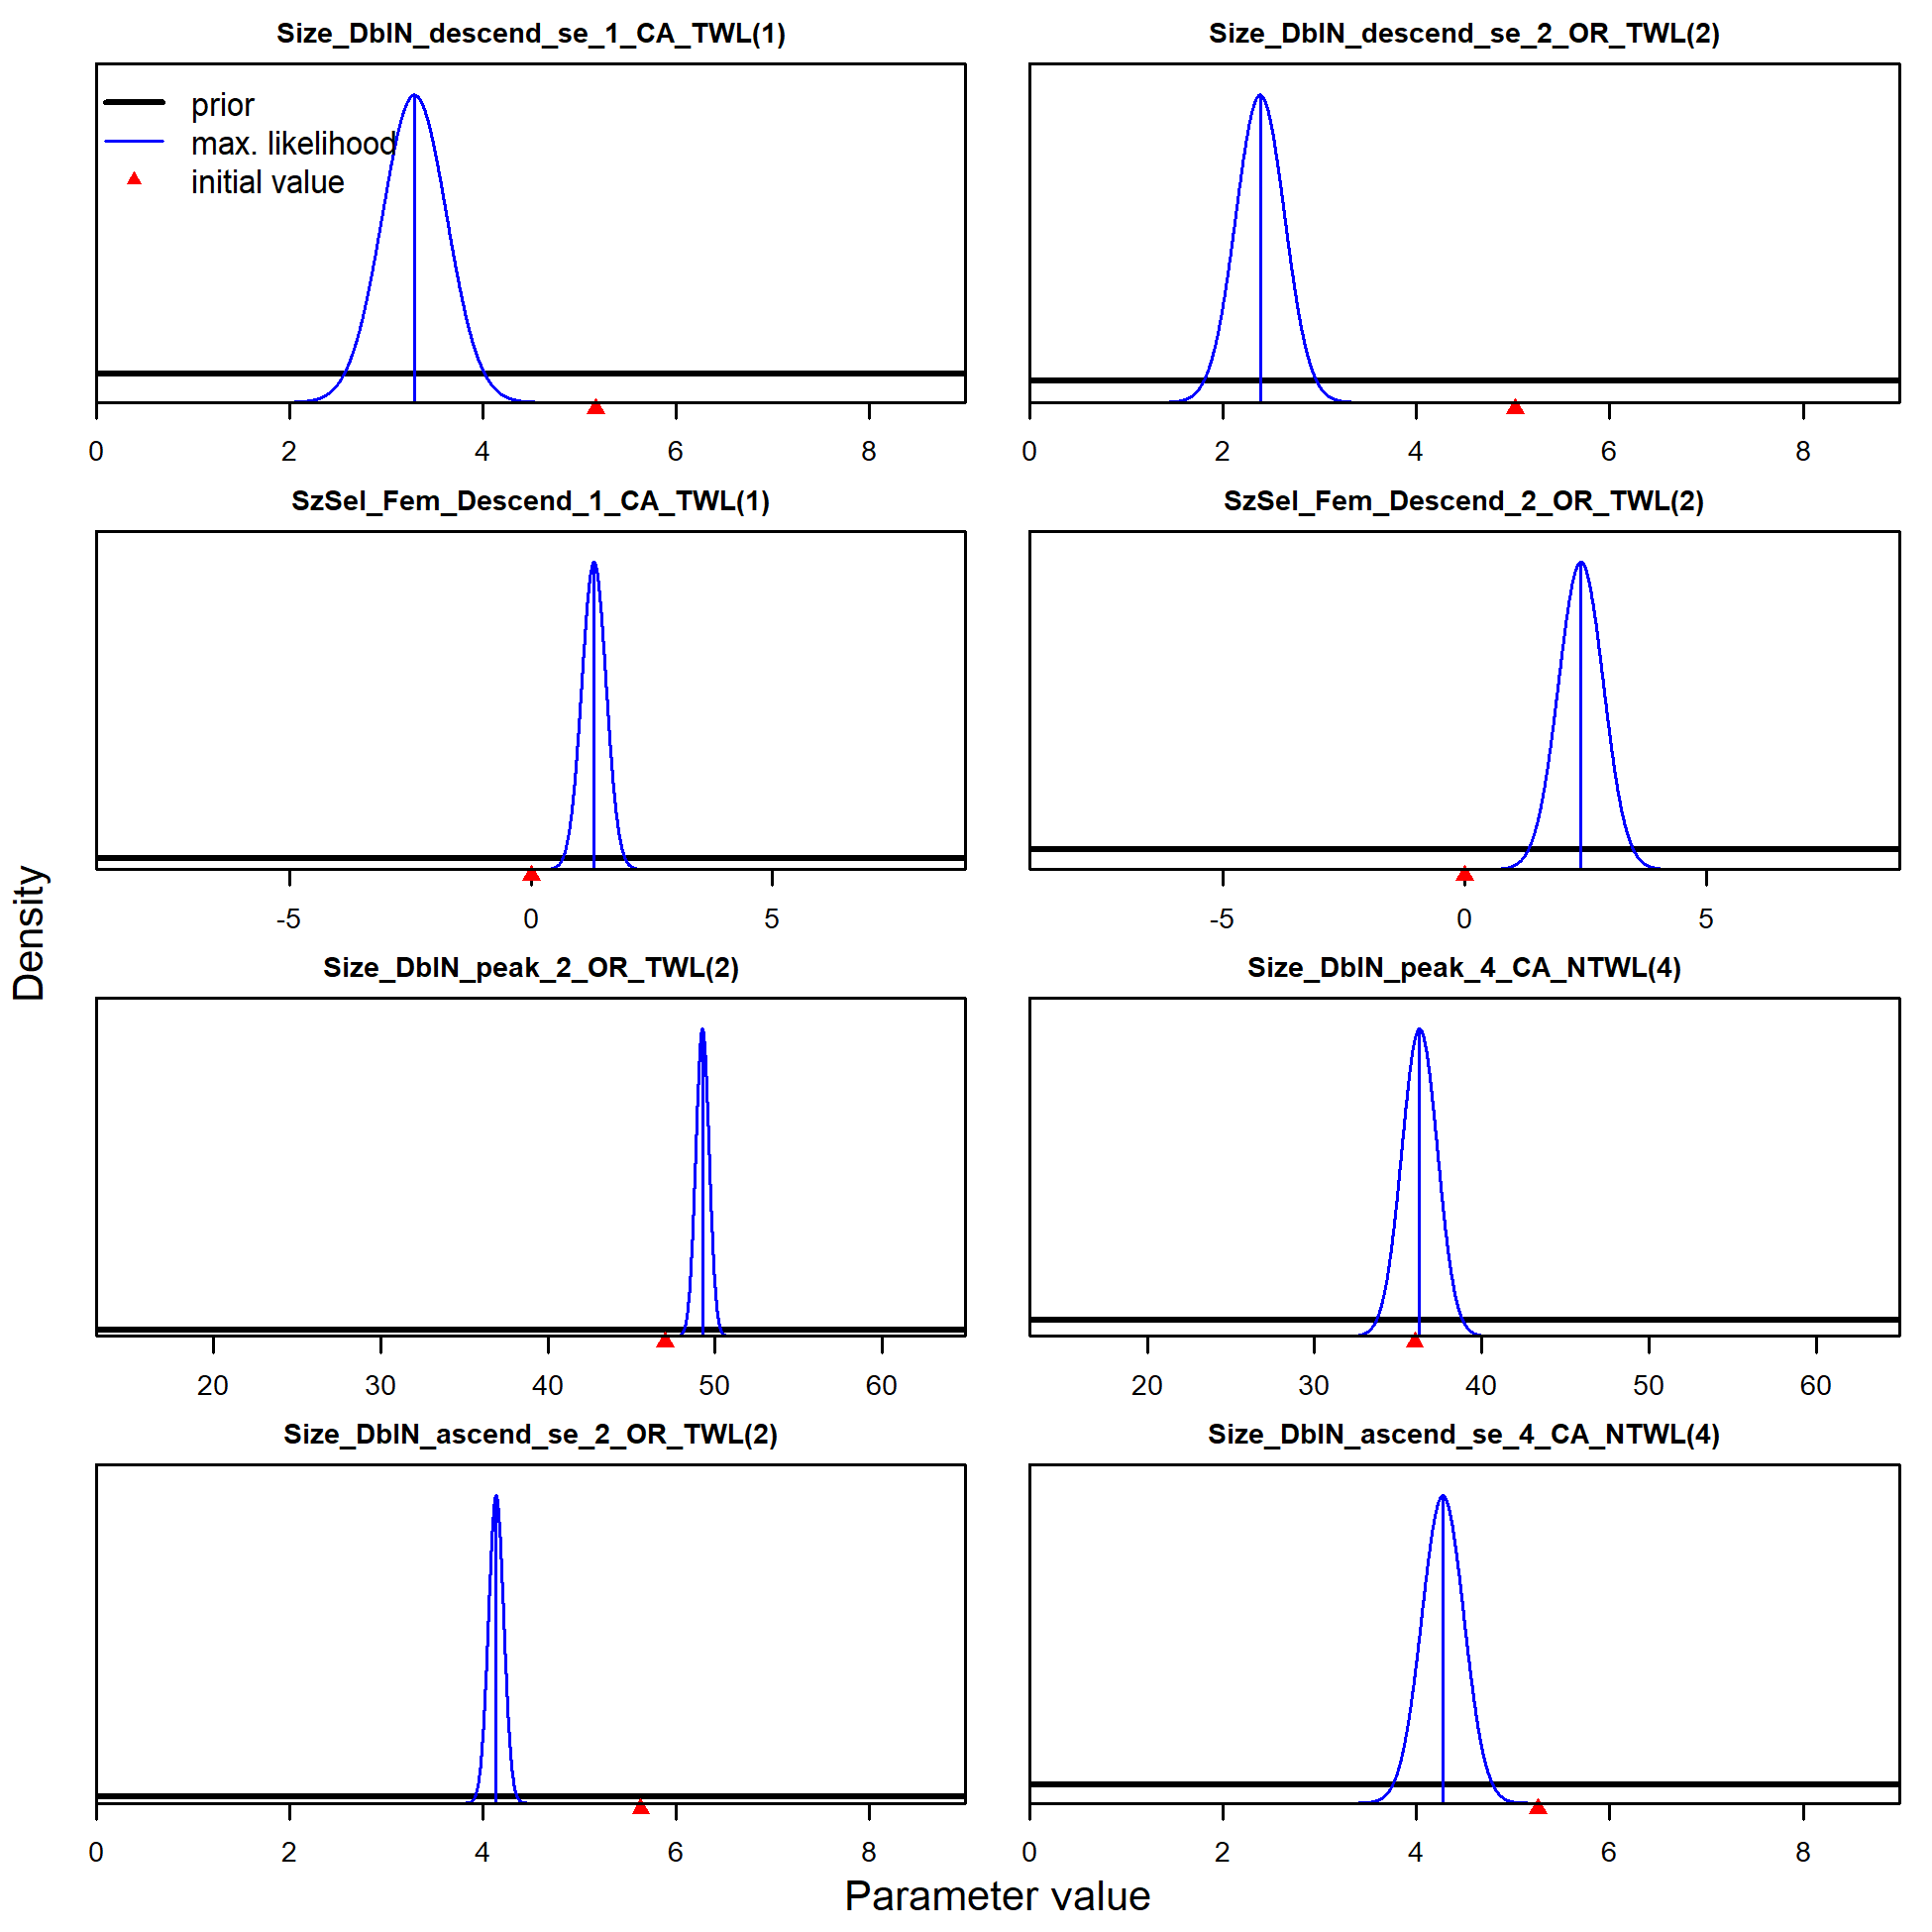 Size_DblN_descend_se_1_CA_TWL(1)
Size_DblN_descend_se_2_OR_TWL(2)
prior
max. likelihood
initial value
0 2 4 6 8
0 2 4 6 8
SzSel_Fem_Descend_1_CA_TWL(1)
SzSel_Fem_Descend_2_OR_TWL(2)
-5 0 5
-5 0 5
Size_DblN_peak_2_OR_TWL(2)
Size_DblN_peak_4_CA_NTWL(4)
20 30 40 50 60
20 30 40 50 60
Size_DblN_ascend_se_2_OR_TWL(2)
Size_DblN_ascend_se_4_CA_NTWL(4)
0 2 4 6 8
0 2 4 6 8
Density
Parameter value